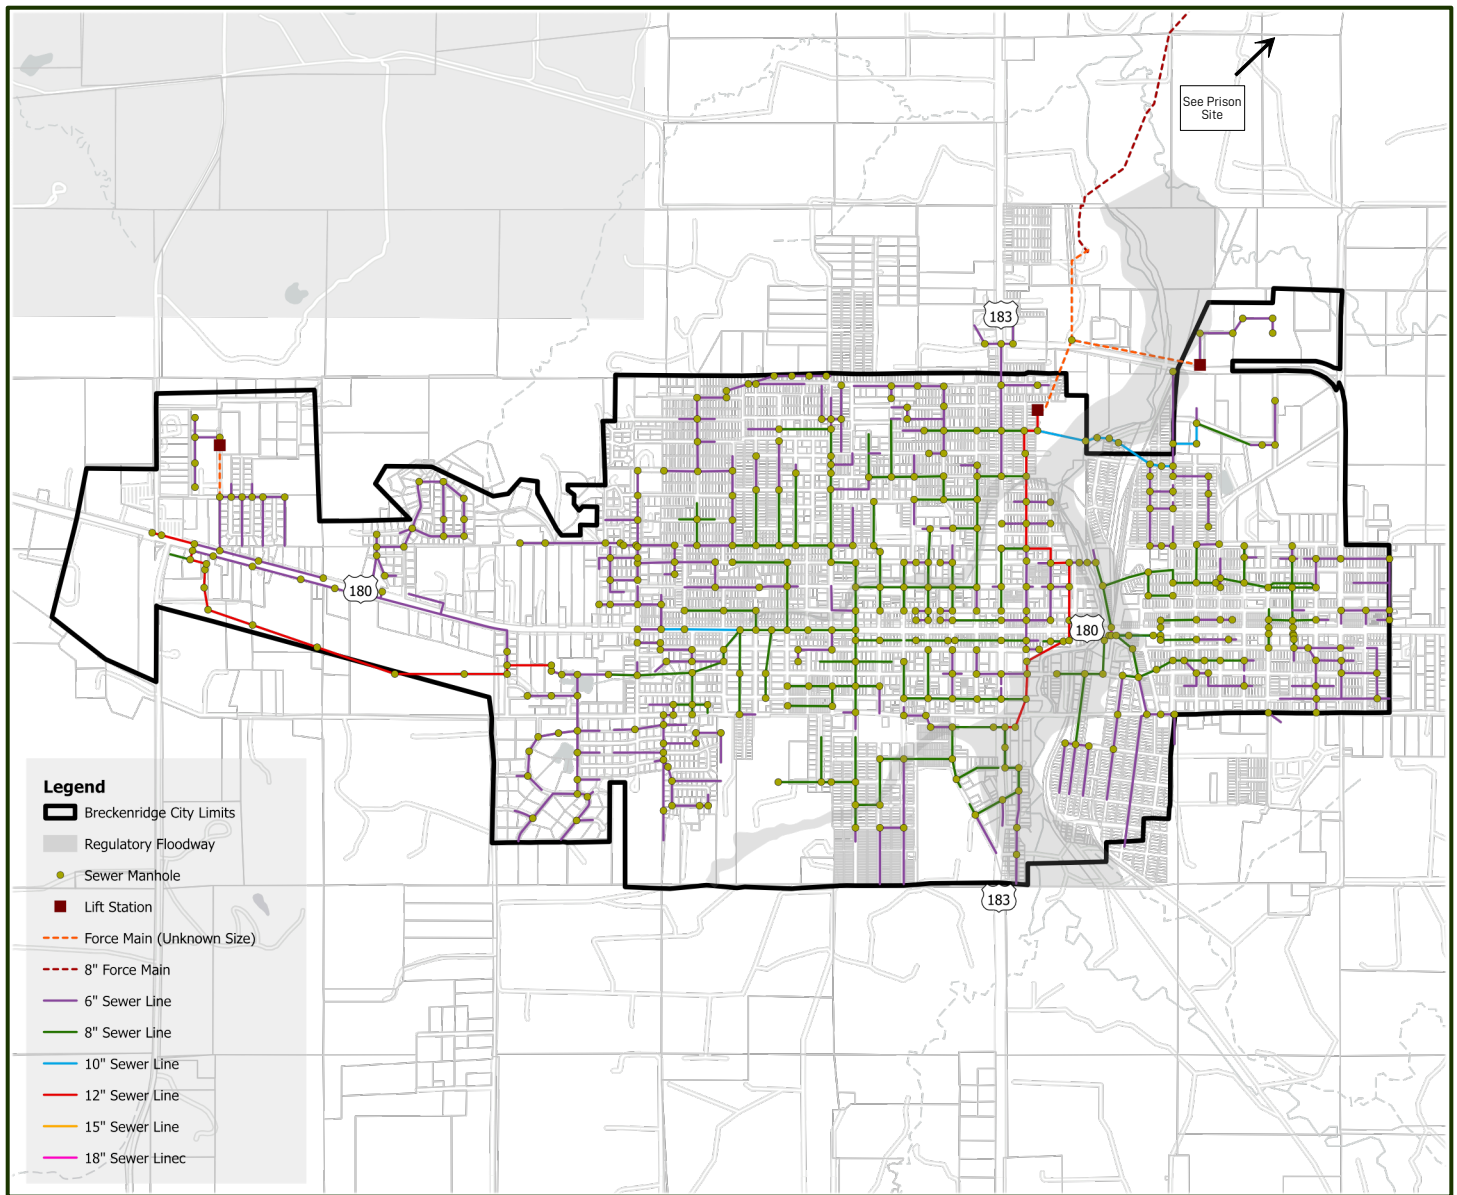 See Prison
Site
183
180
180
183
Legend
Breckenridge City Limits
Regulatory Floodway
Sewer Manhole
Lift Station
Force Main (Unknown Size)
8" Force Main
6" Sewer Line
8" Sewer Line
10" Sewer Line
12" Sewer Line
15" Sewer Line
18" Sewer Linec